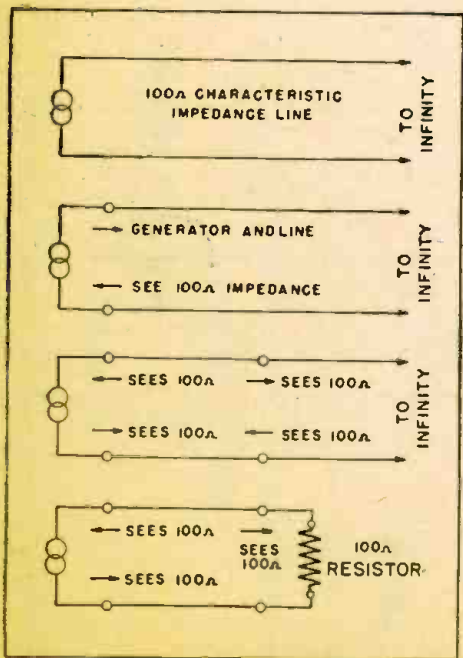 100Ω CHARACTERISTIC
IMPEDANCE LINE
TO
INFINITY
GENERATOR AND LINE
SEE 100Ω IMPEDANCE
TO
INFINITY
SEES 100Ω
SEES 100Ω
SEES 100Ω
SEES 100Ω
TO
INFINITY
SEES 100Ω
SEES
100Ω
SEES 100Ω
100Ω
RESISTOR